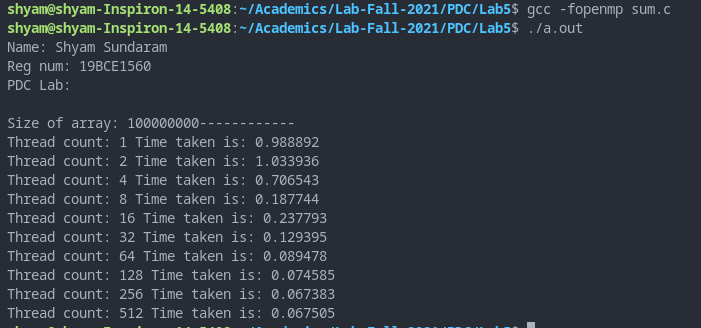 shyam@shyam-Inspiron-14-5408:~/Academics/Lab-Fall-2021/PDC/Lab5$ gcc -fopenmp sum.c
shyam@shyam-Inspiron-14-5408:~/Academics/Lab-Fall-2021/PDC/Lab5$ ./a.out
Name: Shyam Sundaram
Reg num: 19BCE1560
PDC Lab:
Size of array: 100000000------------
Thread count: 1 Time taken is: 0.988892
Thread count: 2 Time taken is: 1.033936
Thread count: 4 Time taken is: 0.706543
Thread count: 8 Time taken is: 0.187744
Thread count: 16 Time taken is: 0.237793
Thread count: 32 Time taken is: 0.129395
Thread count: 64 Time taken is: 0.089478
Thread count: 128 Time taken is: 0.074585
Thread count: 256 Time taken is: 0.067383
Thread count: 512 Time taken is: 0.067505